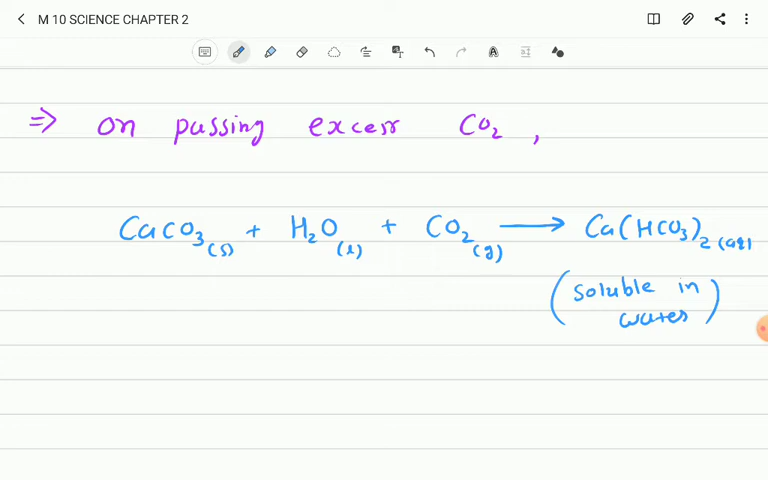 M 10 SCIENCE CHAPTER 2
⇒ on passing excess CO₂,
CaCO₃(s) + H₂O(l) + CO₂(g) ⟶ Ca(HCO₃)₂(aq)
(soluble in
water)